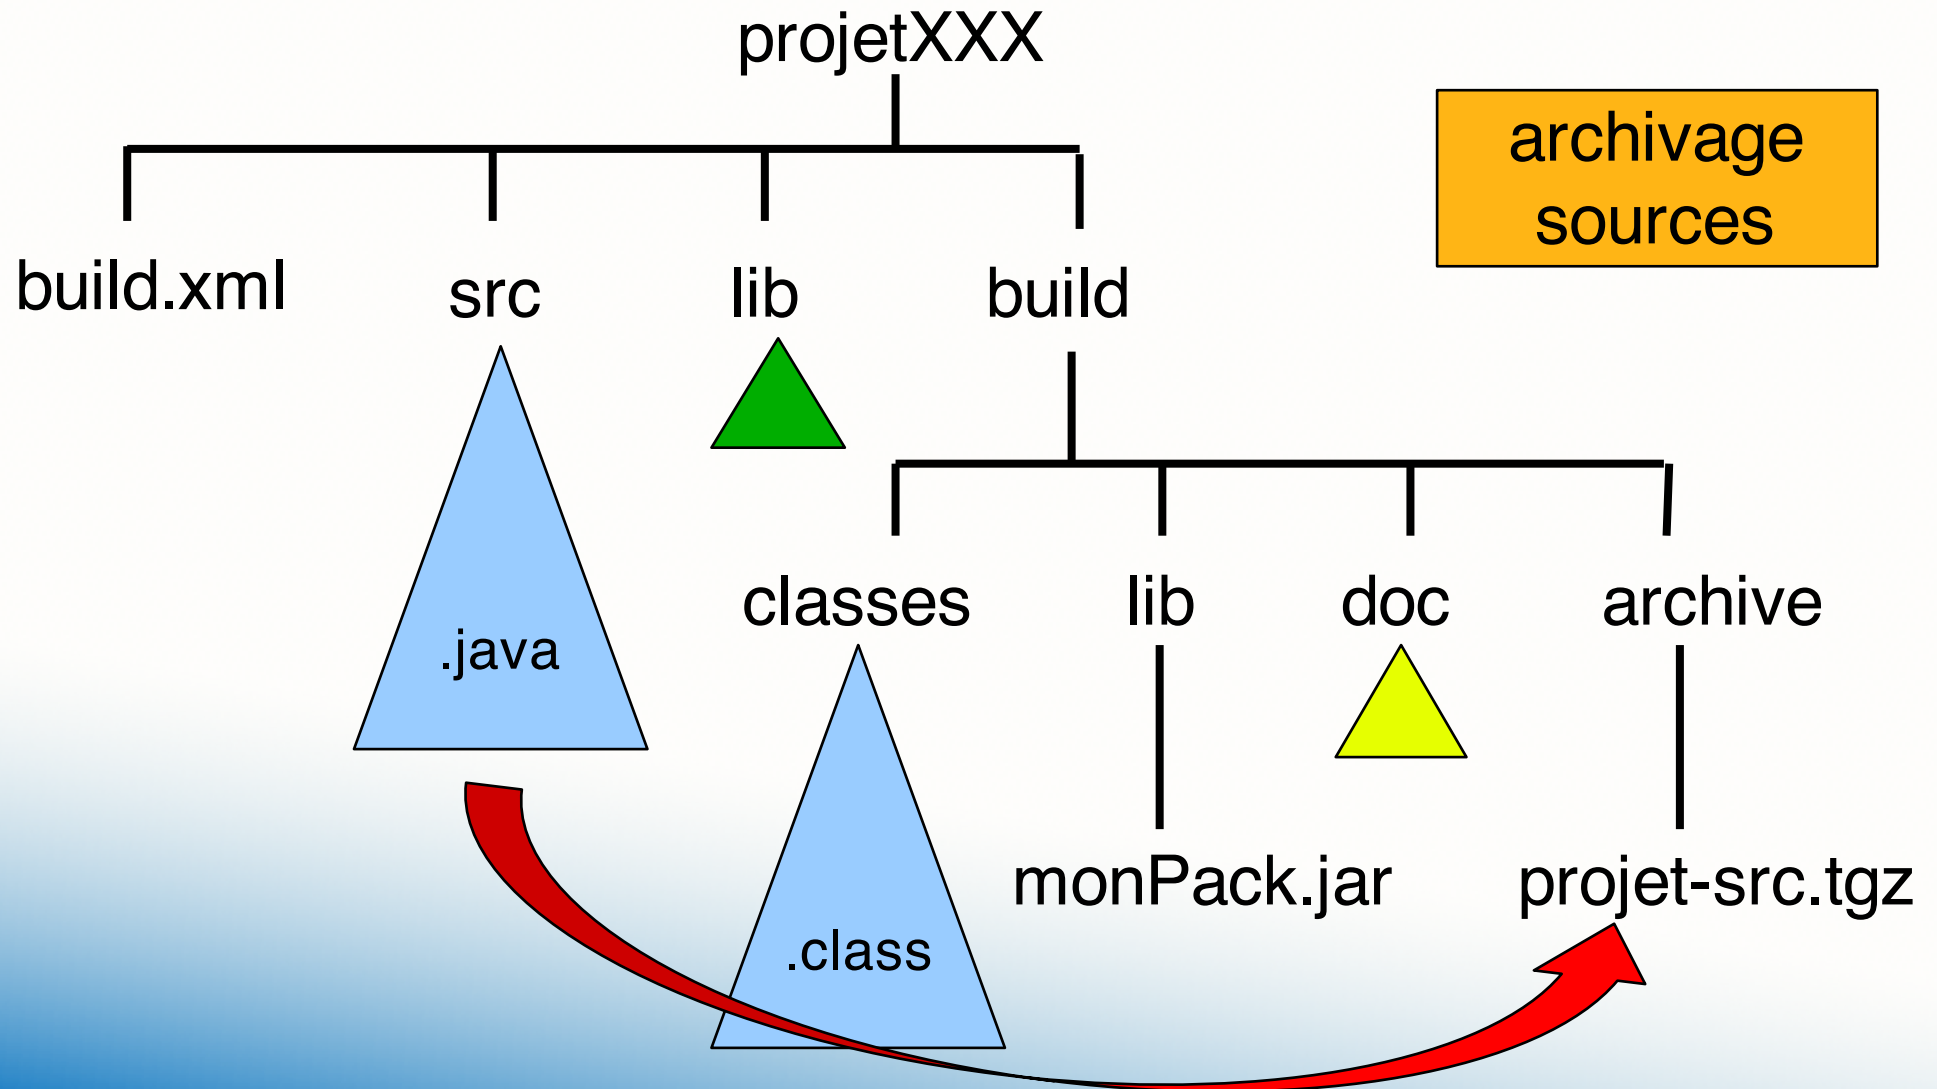 projetXXX
archivage
sources
build.xml
src
lib
build
classes
lib
doc
archive
.java
monPack.jar
projet-src.tgz
.class